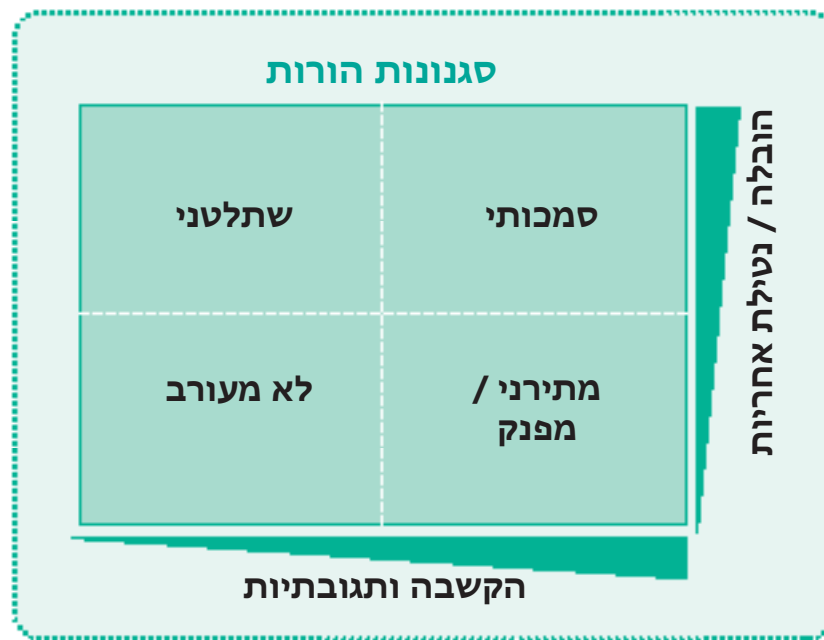 סגנונות הורות
סמכותי
שתלטני
הובלה / נטילת אחריות
מתירני /
מפנק
לא מעורב
הקשבה ותגובתיות